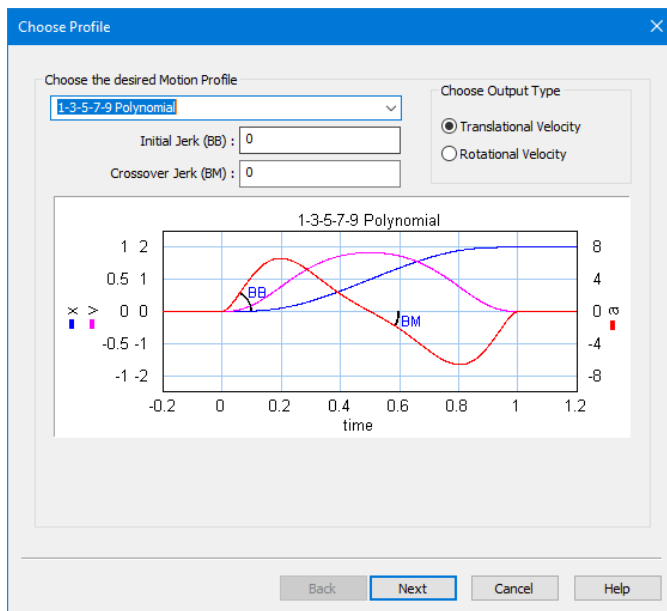 Choose Profile
Choose the desired Motion Profile
1-3-5-7-9 Polynomial
Initial Jerk (BB) : 0
Crossover Jerk (BM) : 0
Choose Output Type
Translational Velocity
Rotational Velocity
1-3-5-7-9 Polynomial
1 2 8
0.5 1 4
0 0 0
-0.5 -1 -4
-1 -2 -8
x v a
BB
BM
-0.2 0 0.2 0.4 0.6 0.8 1 1.2
time
Back Next Cancel Help